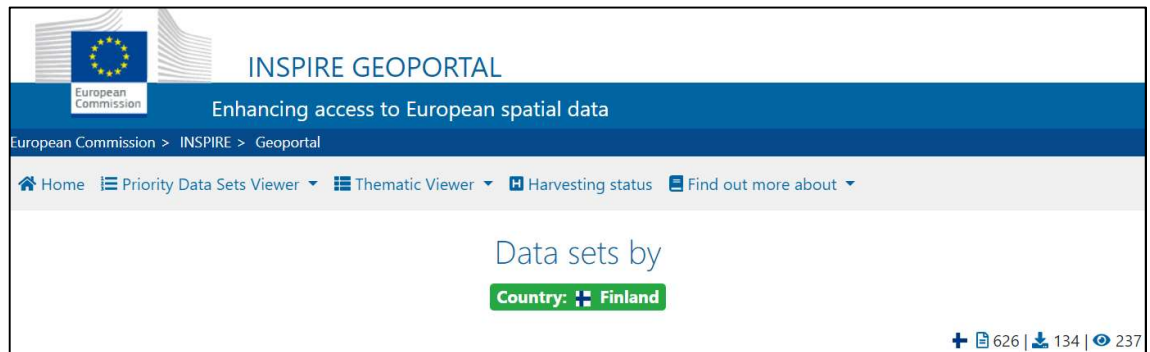 INSPIRE GEOPORTAL
European
Commission
Enhancing access to European spatial data
European Commission > INSPIRE > Geoportal
Home Priority Data Sets Viewer Thematic Viewer H Harvesting status Find out more about
Data sets by
Country: Finland
626 | 134 | 237